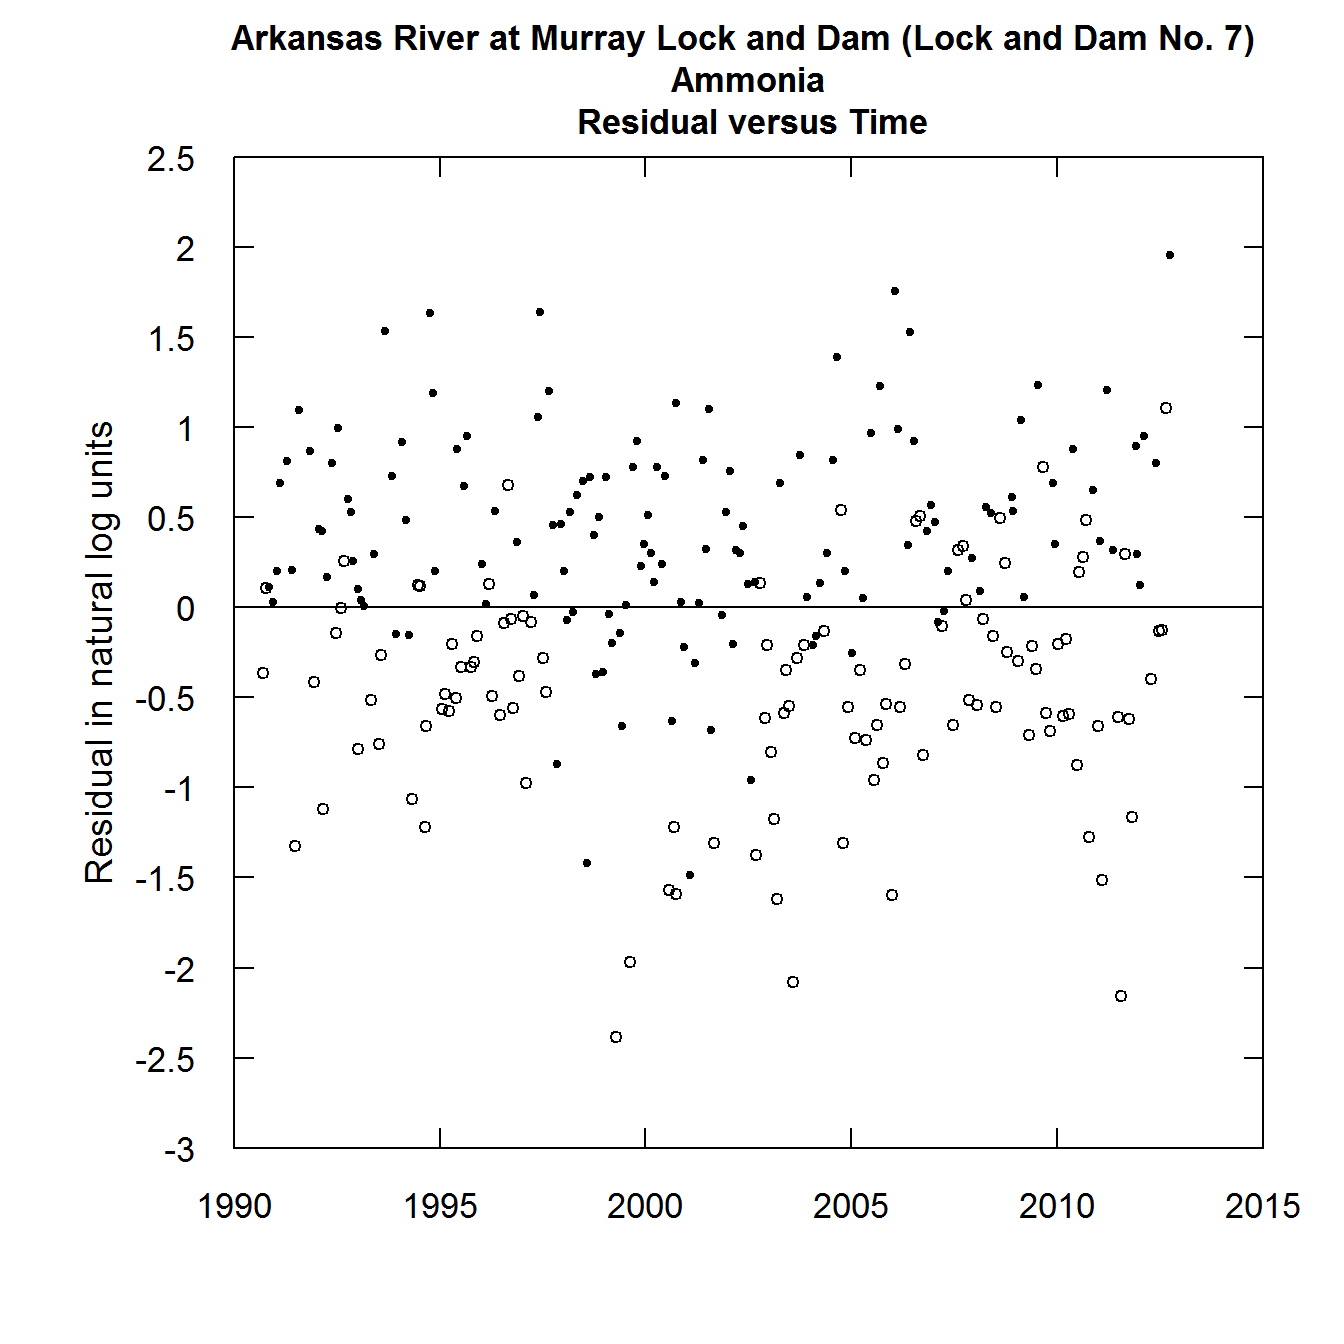 Arkansas River at Murray Lock and Dam (Lock and Dam No. 7)
Ammonia
Residual versus Time
Residual in natural log units
2.5
2
1.5
1
0.5
0
-0.5
-1
-1.5
-2
-2.5
-3
1990 1995 2000 2005 2010 2015